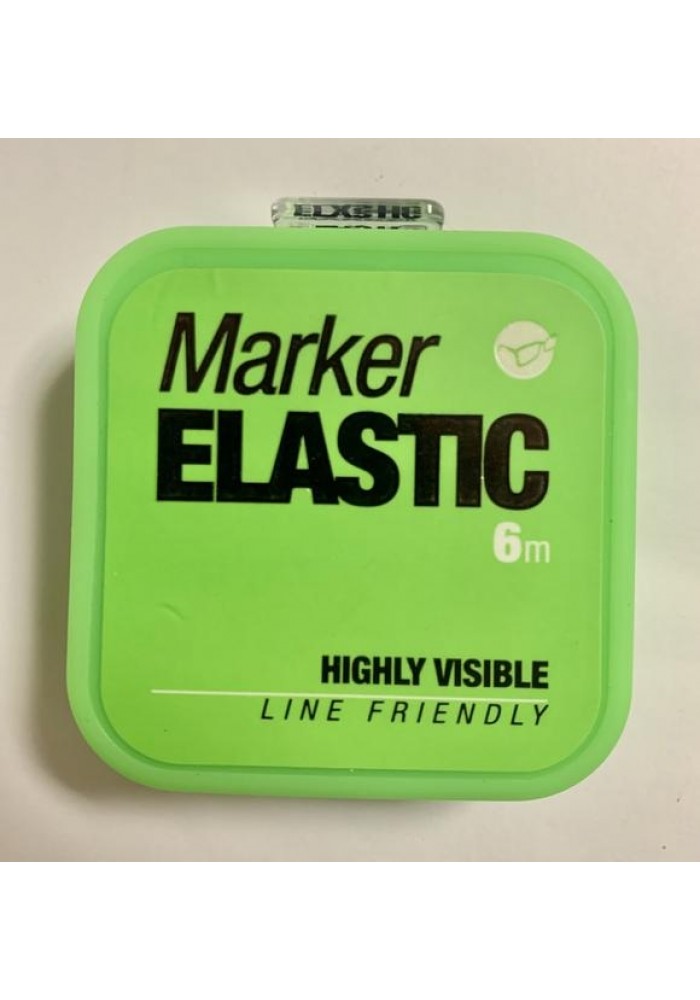 Marker
ELASTIC
6m
HIGHLY VISIBLE
LINE FRIENDLY